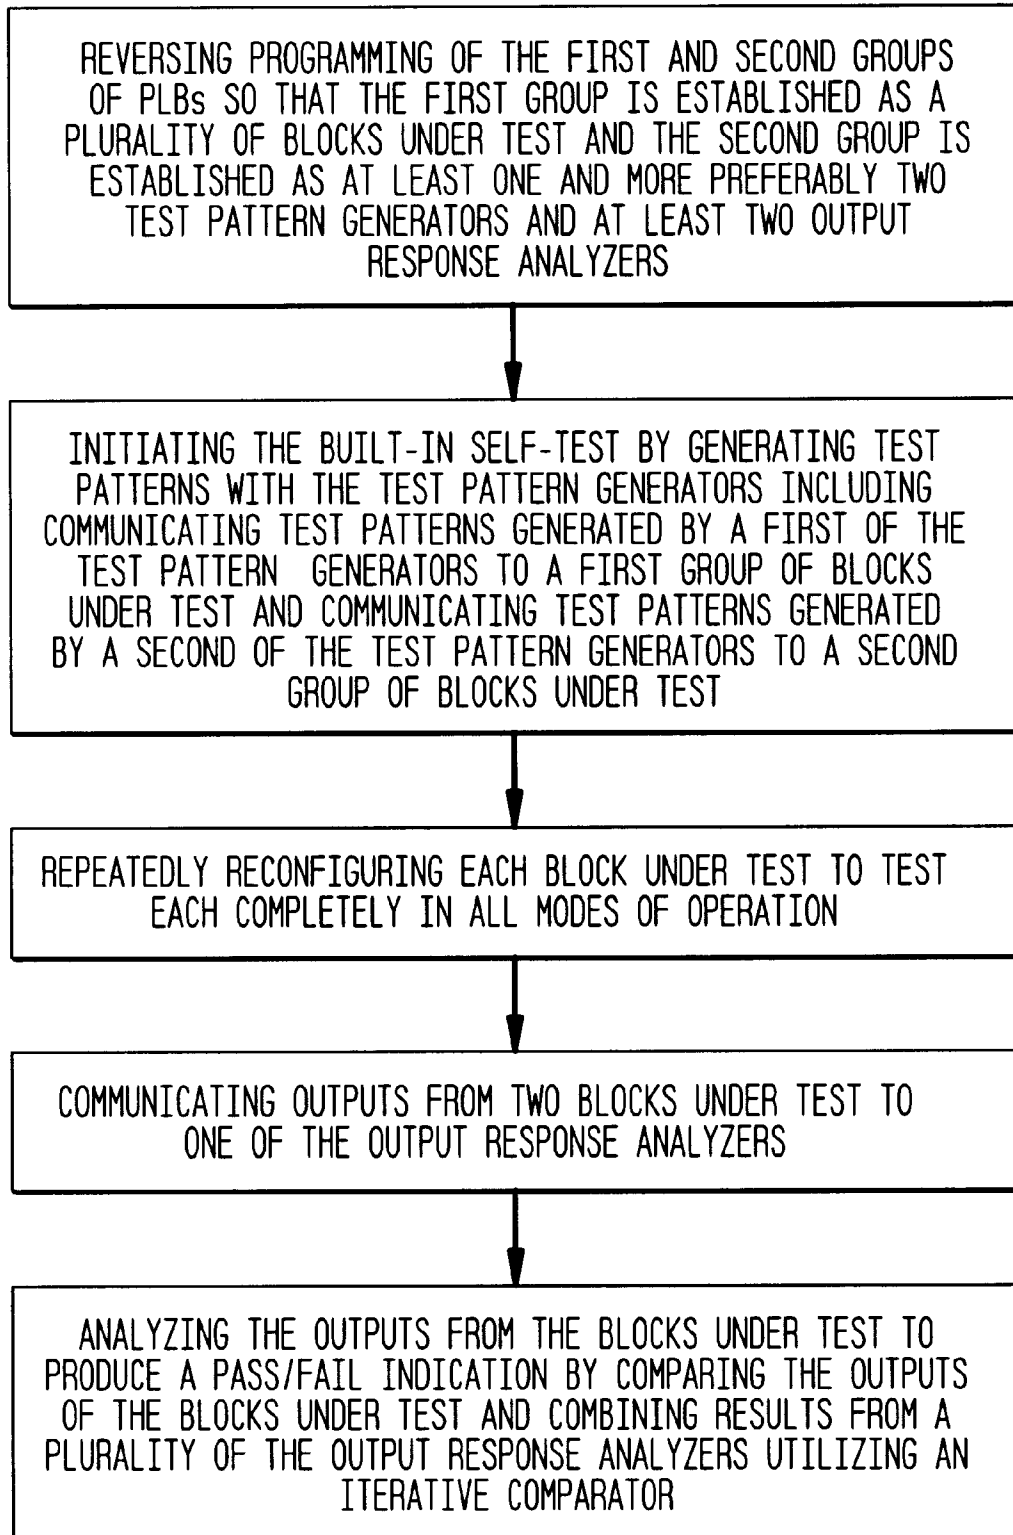 REVERSING PROGRAMMING OF THE FIRST AND SECOND GROUPS
OF PLBs SO THAT THE FIRST GROUP IS ESTABLISHED AS A
PLURALITY OF BLOCKS UNDER TEST AND THE SECOND GROUP IS
ESTABLISHED AS AT LEAST ONE AND MORE PREFERABLY TWO
TEST PATTERN GENERATORS AND AT LEAST TWO OUTPUT
RESPONSE ANALYZERS
INITIATING THE BUILT-IN SELF-TEST BY GENERATING TEST
PATTERNS WITH THE TEST PATTERN GENERATORS INCLUDING
COMMUNICATING TEST PATTERNS GENERATED BY A FIRST OF THE
TEST PATTERN GENERATORS TO A FIRST GROUP OF BLOCKS
UNDER TEST AND COMMUNICATING TEST PATTERNS GENERATED
BY A SECOND OF THE TEST PATTERN GENERATORS TO A SECOND
GROUP OF BLOCKS UNDER TEST
REPEATEDLY RECONFIGURING EACH BLOCK UNDER TEST TO TEST
EACH COMPLETELY IN ALL MODES OF OPERATION
COMMUNICATING OUTPUTS FROM TWO BLOCKS UNDER TEST TO
ONE OF THE OUTPUT RESPONSE ANALYZERS
ANALYZING THE OUTPUTS FROM THE BLOCKS UNDER TEST TO
PRODUCE A PASS/FAIL INDICATION BY COMPARING THE OUTPUTS
OF THE BLOCKS UNDER TEST AND COMBINING RESULTS FROM A
PLURALITY OF THE OUTPUT RESPONSE ANALYZERS UTILIZING AN
ITERATIVE COMPARATOR